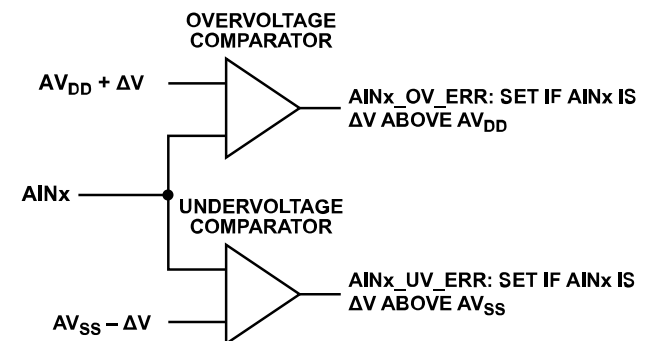 OVERVOLTAGE
COMPARATOR
AVDD + ΔV
AINx_OV_ERR: SET IF AINx IS
ΔV ABOVE AVDD
AINx
UNDERVOLTAGE
COMPARATOR
AINx_UV_ERR: SET IF AINx IS
ΔV ABOVE AVSS
AVSS – ΔV